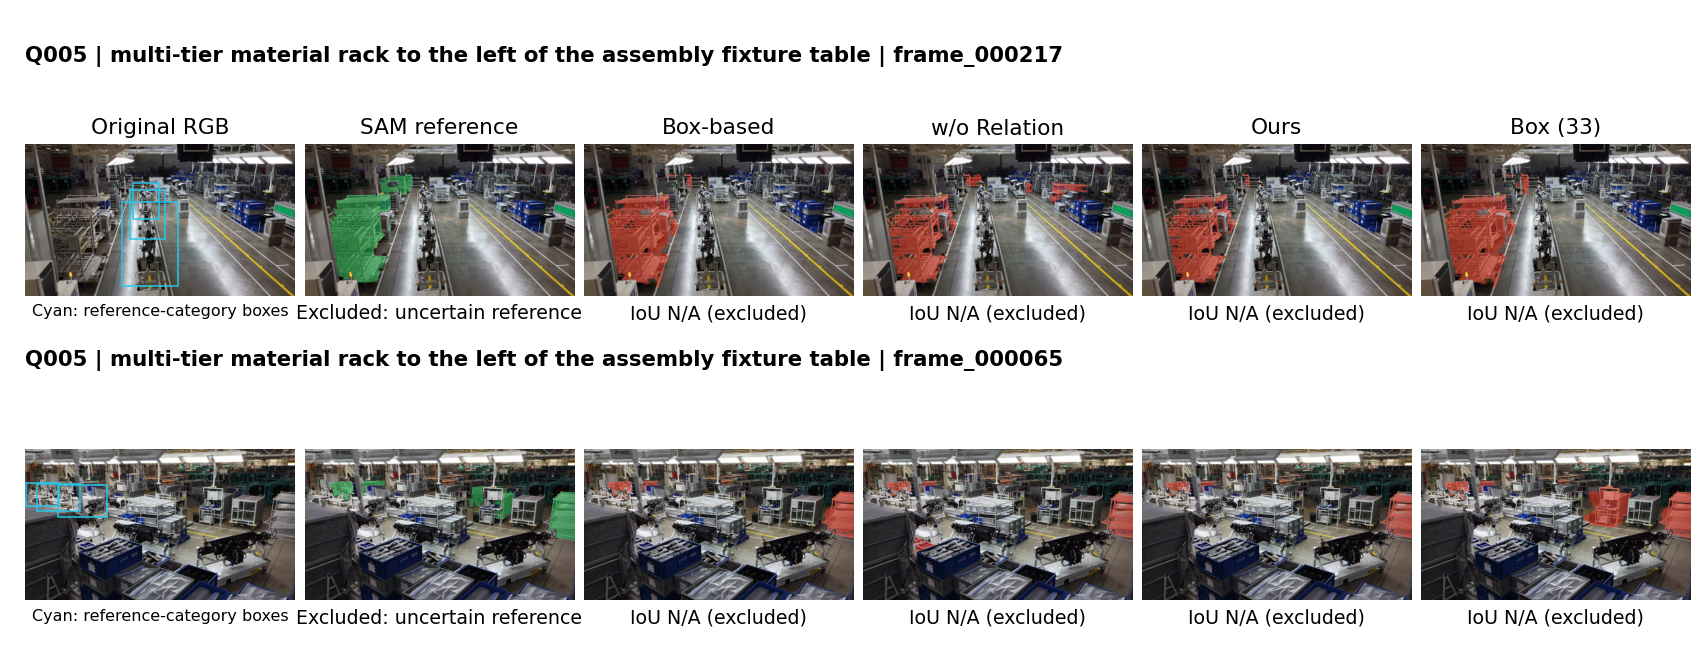 Q005 | multi-tier material rack to the left of the assembly fixture table | frame_000217
Original RGB
SAM reference
Box-based
w/o Relation
Ours
Box (33)
Cyan: reference-category boxes
Excluded: uncertain reference
IoU N/A (excluded)
IoU N/A (excluded)
IoU N/A (excluded)
IoU N/A (excluded)
Q005 | multi-tier material rack to the left of the assembly fixture table | frame_000065
Cyan: reference-category boxes
Excluded: uncertain reference
IoU N/A (excluded)
IoU N/A (excluded)
IoU N/A (excluded)
IoU N/A (excluded)